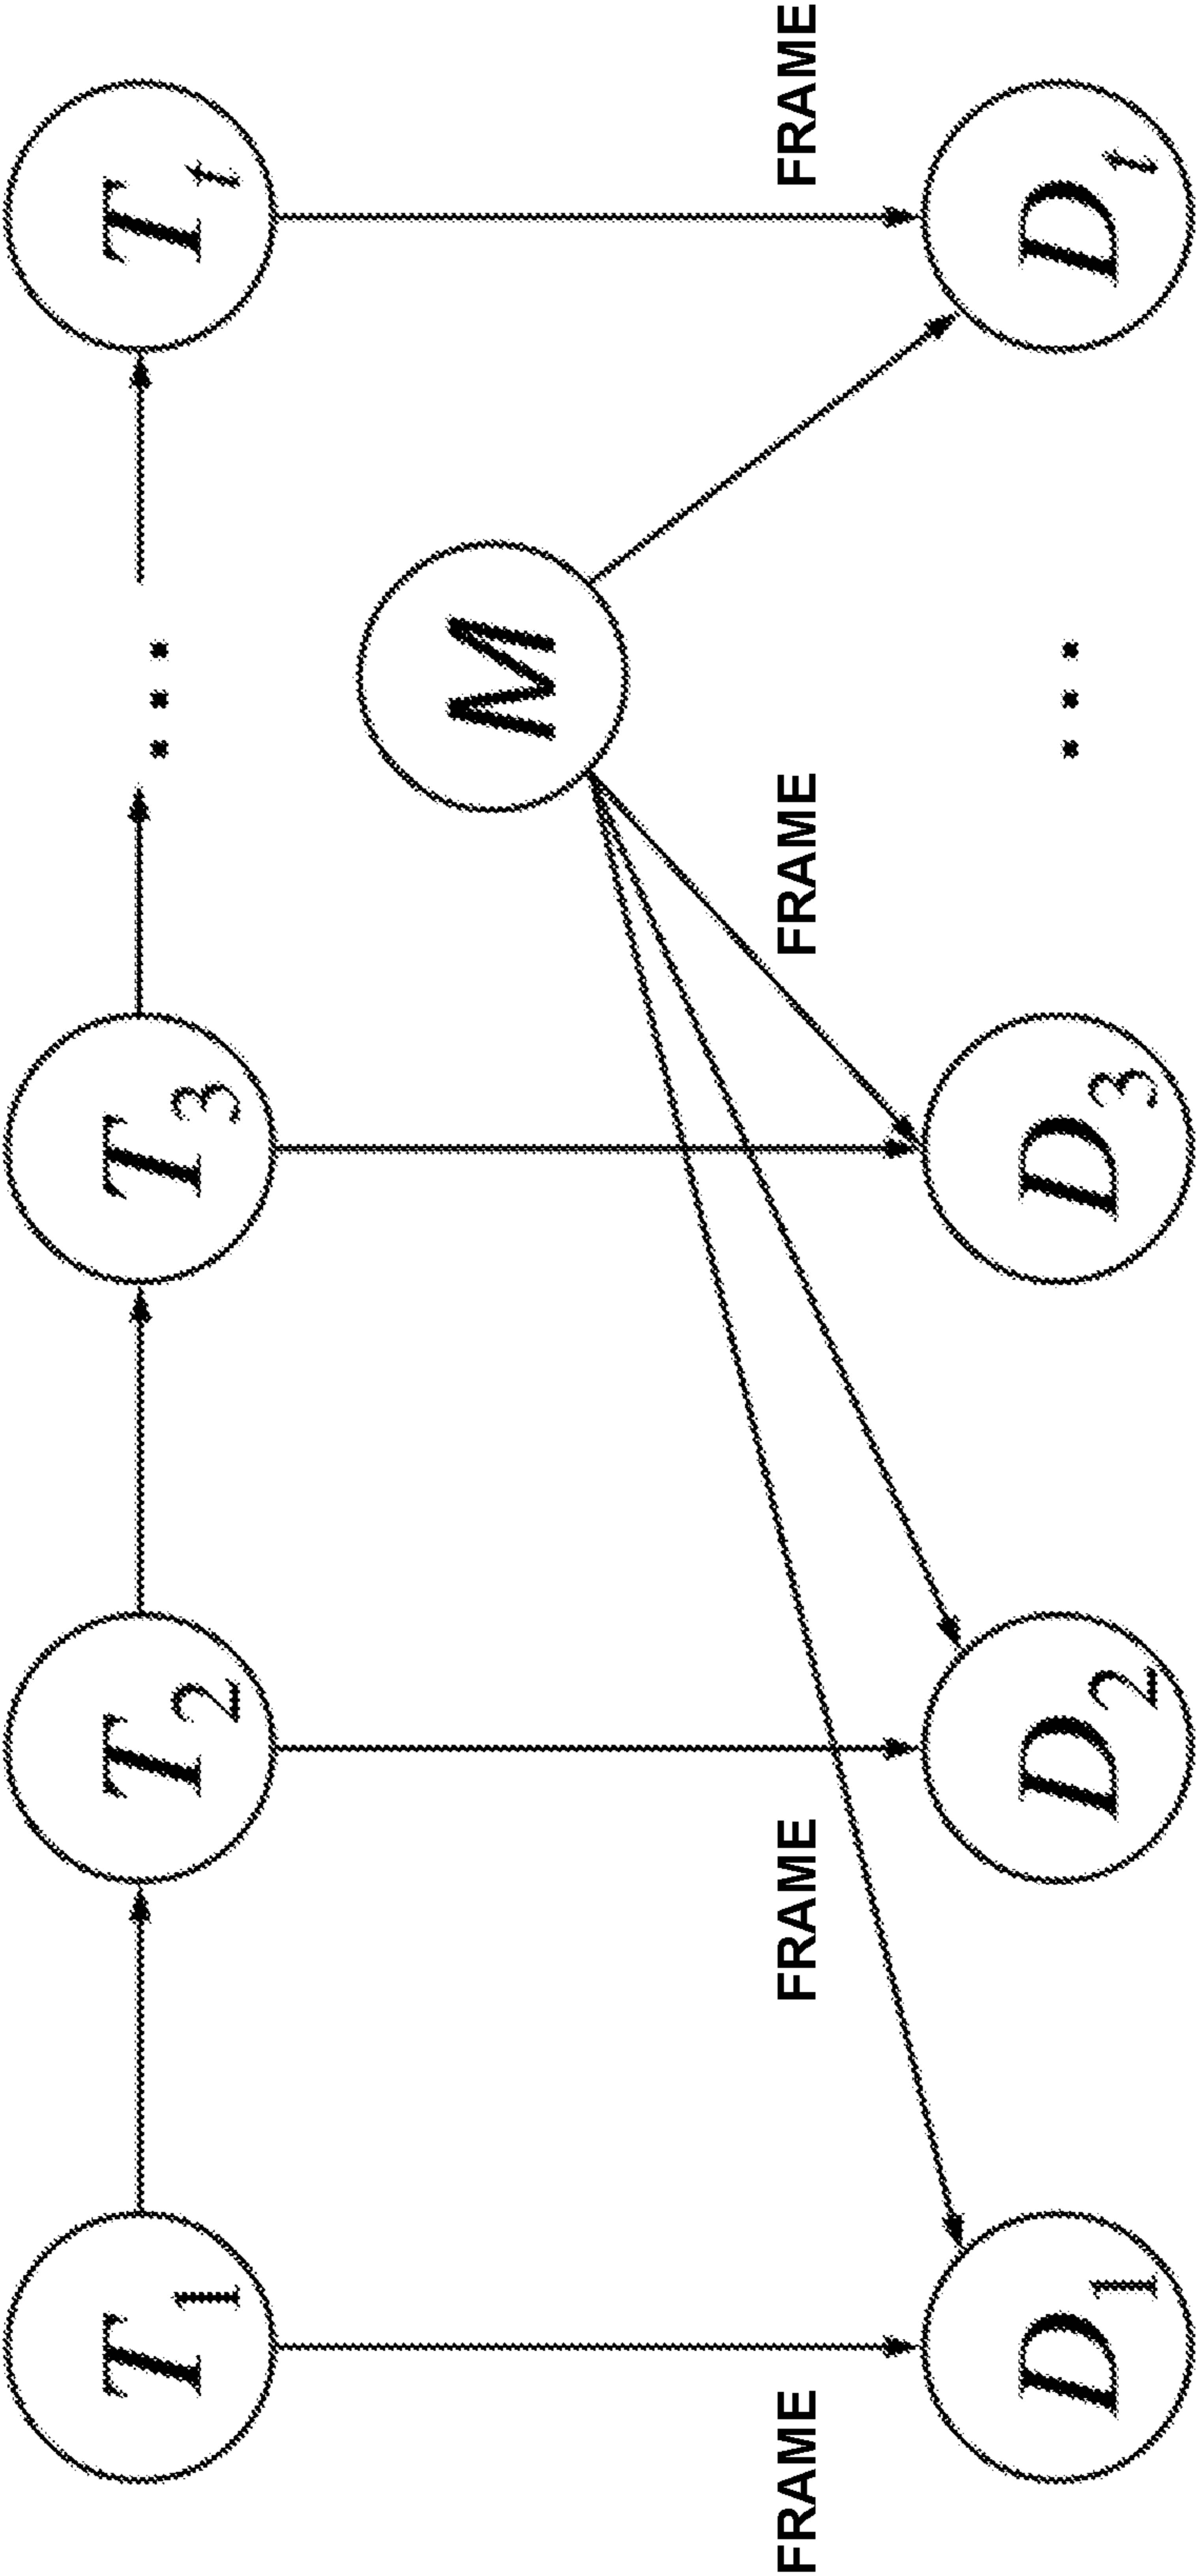 T1 T2 T3 ... Tt
M
FRAME FRAME FRAME FRAME
D1 D2 D3 ... Dt